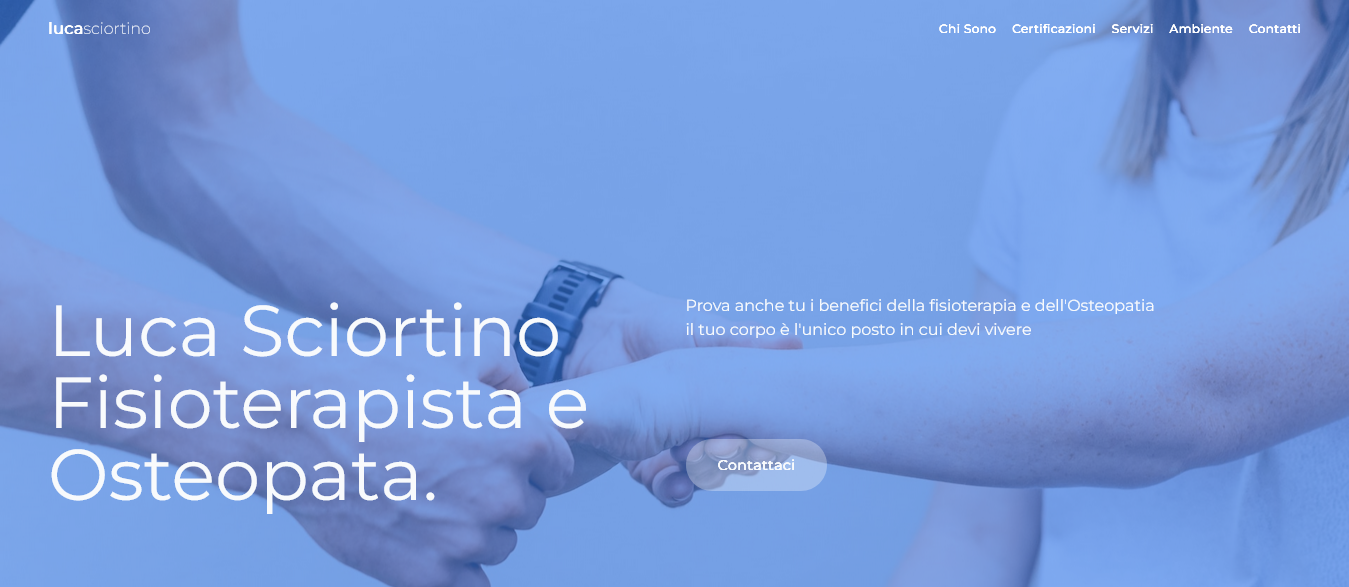 lucasciortino
Chi Sono Certificazioni Servizi Ambiente Contatti
Luca Sciortino
Fisioterapista e
Osteopata.
Prova anche tu i benefici della fisioterapia e dell'Osteopatia
il tuo corpo è l'unico posto in cui devi vivere
Contattaci